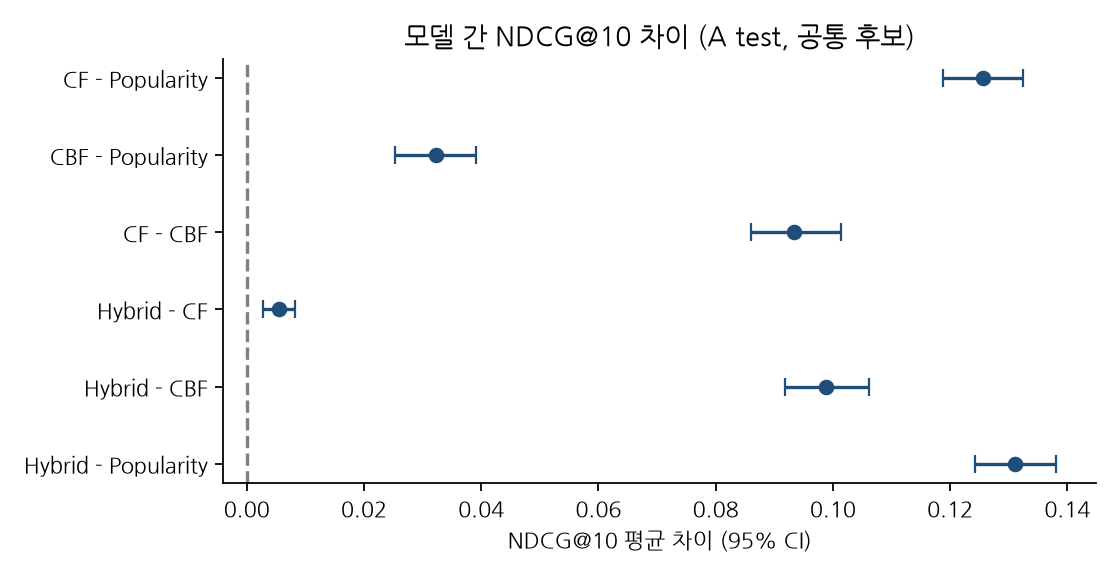 모델 간 NDCG@10 차이 (A test, 공통 후보)
CF - Popularity
CBF - Popularity
CF - CBF
Hybrid - CF
Hybrid - CBF
Hybrid - Popularity
0.00 0.02 0.04 0.06 0.08 0.10 0.12 0.14
NDCG@10 평균 차이 (95% CI)